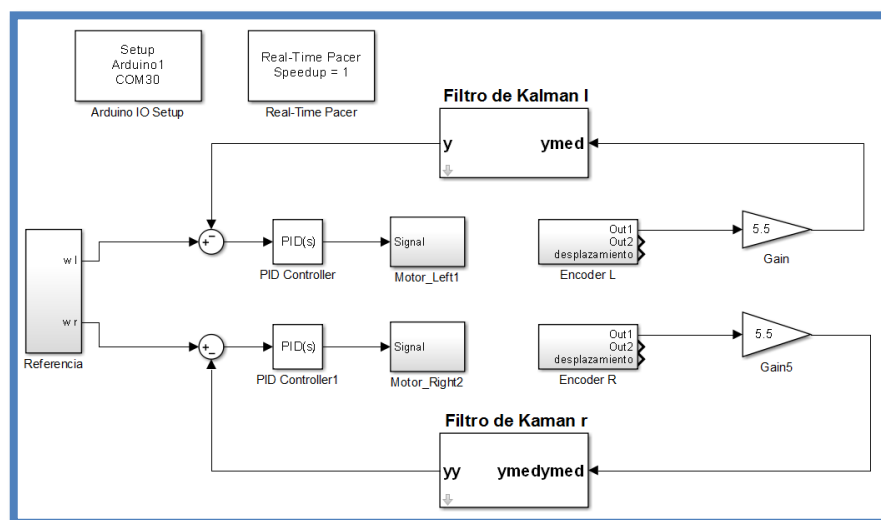 Setup
Arduino1
COM30
Arduino IO Setup
Real-Time Pacer
Speedup = 1
Real-Time Pacer
Filtro de Kalman l
y
ymed
w l
w r
Referencia
PID(s)
PID Controller
Signal
Motor_Left1
Out1
Out2
desplazamiento
Encoder L
5.5
Gain
PID(s)
PID Controller1
Signal
Motor_Right2
Out1
Out2
desplazamiento
Encoder R
5.5
Gain5
Filtro de Kaman r
yy
ymedymed